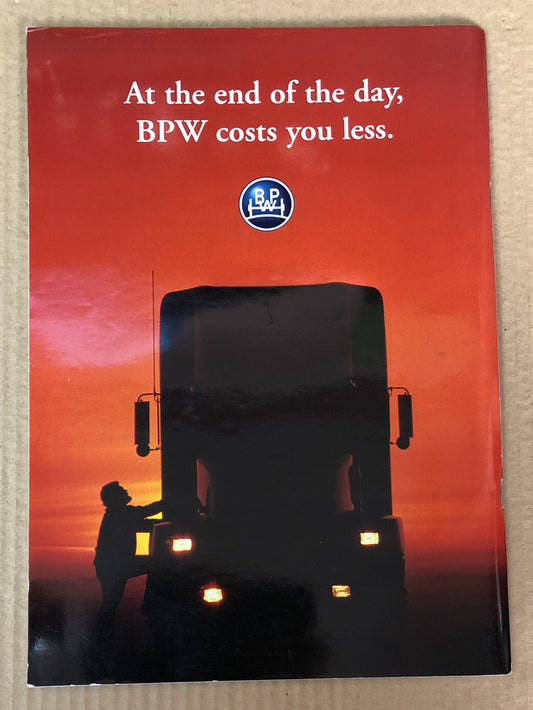 At the end of the day,
BPW costs you less.
BPW